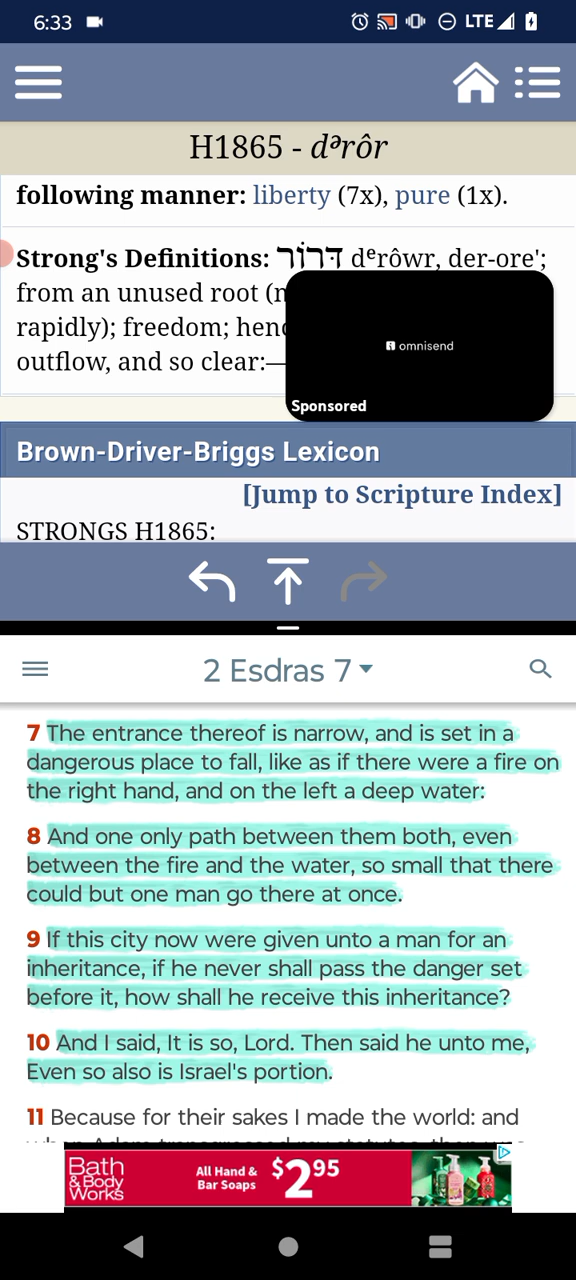 6:33 LTE
H1865 - dᵊrôr
following manner: liberty (7x), pure (1x).
Strong's Definitions: דְּרוֹר dᵉrôwr, der-ore';
from an unused root (m
rapidly); freedom; henc
outflow, and so clear:—
omnisend
Sponsored
Brown-Driver-Briggs Lexicon
[Jump to Scripture Index]
STRONGS H1865:
2 Esdras 7
7 The entrance thereof is narrow, and is set in a
dangerous place to fall, like as if there were a fire on
the right hand, and on the left a deep water:
8 And one only path between them both, even
between the fire and the water, so small that there
could but one man go there at once.
9 If this city now were given unto a man for an
inheritance, if he never shall pass the danger set
before it, how shall he receive this inheritance?
10 And I said, It is so, Lord. Then said he unto me,
Even so also is Israel's portion.
11 Because for their sakes I made the world: and
Bath
& Body
Works
All Hand &
Bar Soaps
$2.95